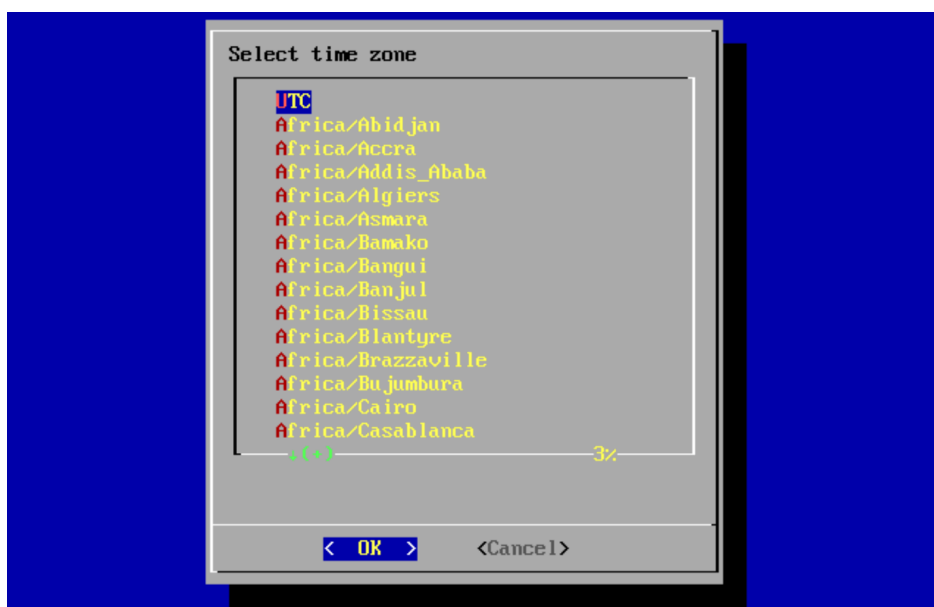 Select time zone
UTC
Africa/Abidjan
Africa/Accra
Africa/Addis_Ababa
Africa/Algiers
Africa/Asmara
Africa/Bamako
Africa/Bangui
Africa/Banjul
Africa/Bissau
Africa/Blantyre
Africa/Brazzaville
Africa/Bujumbura
Africa/Cairo
Africa/Casablanca
↓(+) 3%
< OK > <Cancel>